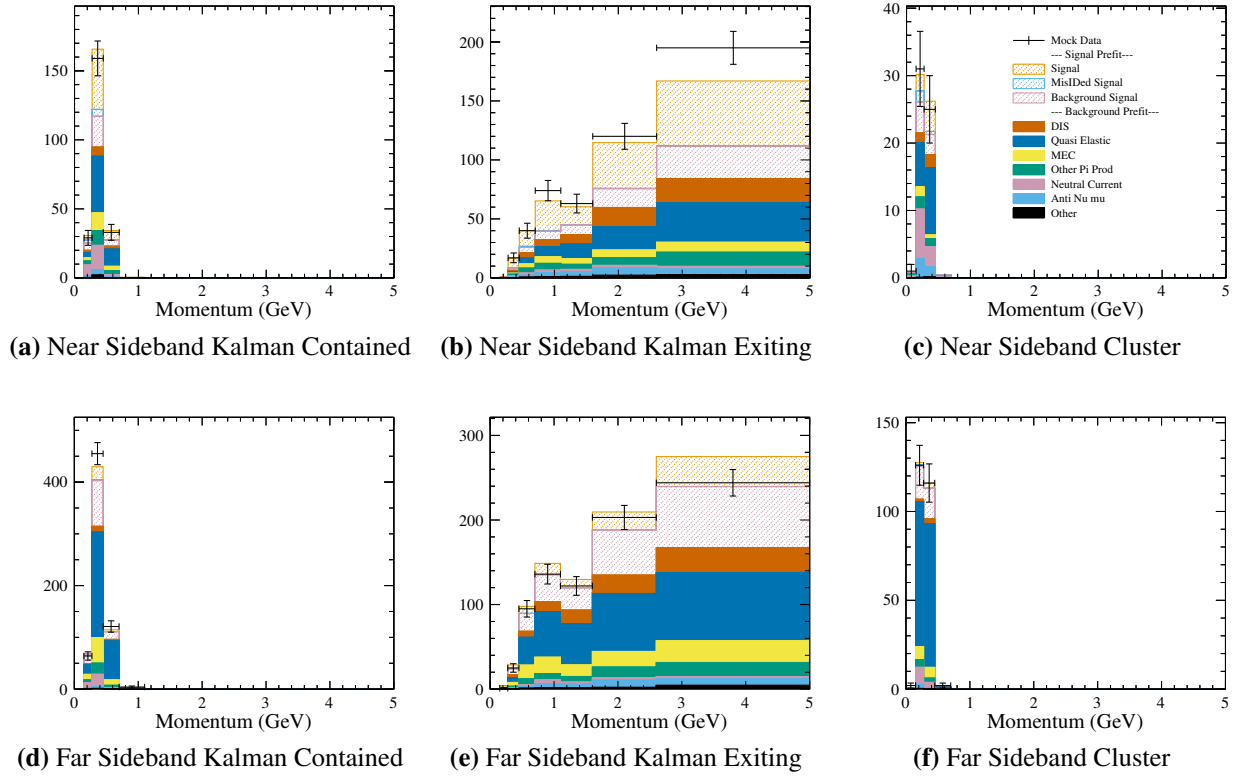 150
100
50
0
0 1 2 3 4 5
Momentum (GeV)
(a) Near Sideband Kalman Contained
200
150
100
50
0
0 1 2 3 4 5
Momentum (GeV)
(b) Near Sideband Kalman Exiting
40
30
20
10
0
Mock Data
--- Signal Prefit---
Signal
MisIDed Signal
Background Signal
--- Background Prefit---
DIS
Quasi Elastic
MEC
Other Pi Prod
Neutral Current
Anti Nu mu
Other
0 1 2 3 4 5
Momentum (GeV)
(c) Near Sideband Cluster
400
200
0
0 1 2 3 4 5
Momentum (GeV)
(d) Far Sideband Kalman Contained
300
200
100
0
0 1 2 3 4 5
Momentum (GeV)
(e) Far Sideband Kalman Exiting
150
100
50
0
0 1 2 3 4 5
Momentum (GeV)
(f) Far Sideband Cluster